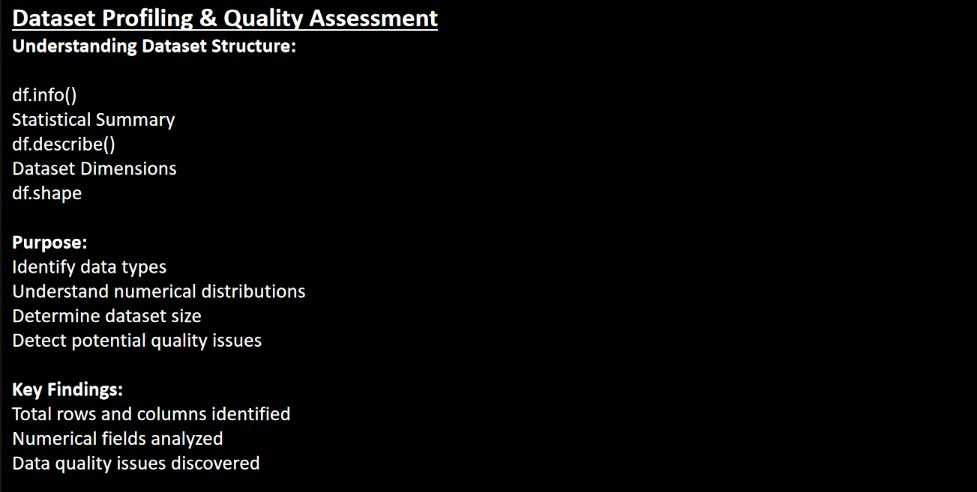 Dataset Profiling & Quality Assessment
Understanding Dataset Structure:
df.info()
Statistical Summary
df.describe()
Dataset Dimensions
df.shape
Purpose:
Identify data types
Understand numerical distributions
Determine dataset size
Detect potential quality issues
Key Findings:
Total rows and columns identified
Numerical fields analyzed
Data quality issues discovered